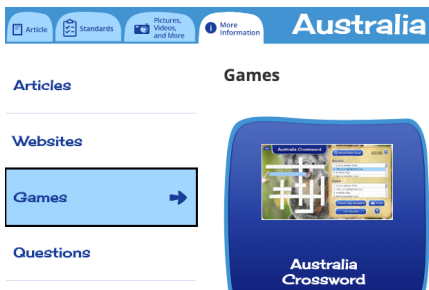 Article
Standards
Pictures,
Videos,
and More
More
Information
Australia
Articles
Websites
Games
Questions
Games
Australia Crossword
Australia
Crossword